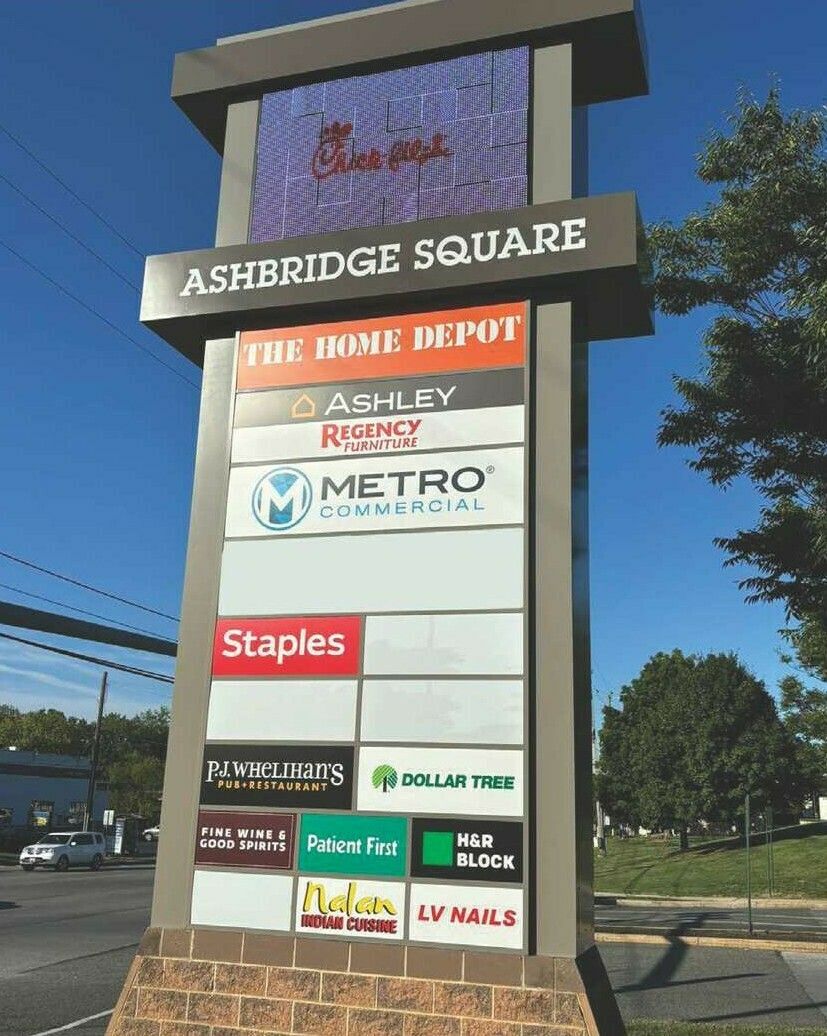 Chick-fil-A
ASHBRIDGE SQUARE
THE HOME DEPOT
ASHLEY
REGENCY
FURNITURE
METRO®
COMMERCIAL
Staples
P.J. WHELIHAN'S
PUB+RESTAURANT
DOLLAR TREE
FINE WINE &
GOOD SPIRITS
Patient First
H&R
BLOCK
Nalan
INDIAN CUISINE
LV NAILS